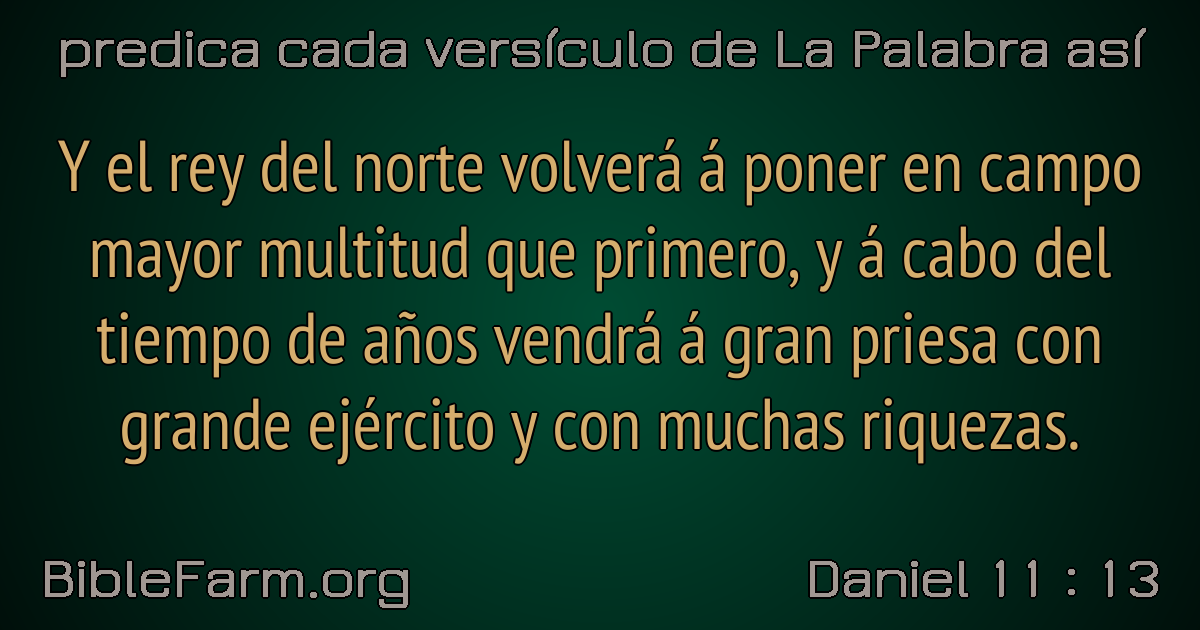 predica cada versículo de La Palabra así
Y el rey del norte volverá á poner en campo
mayor multitud que primero, y á cabo del
tiempo de años vendrá á gran priesa con
grande ejército y con muchas riquezas.
BibleFarm.org
Daniel 11 : 13